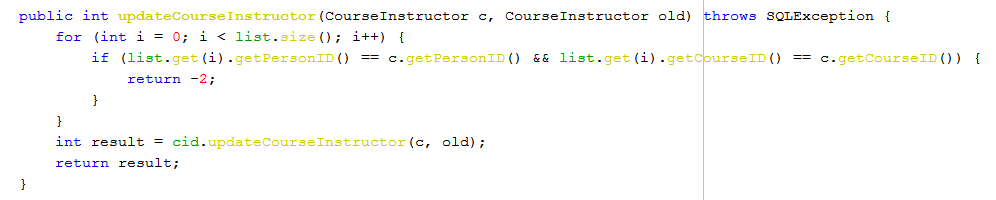 public int updateCourseInstructor(CourseInstructor c, CourseInstructor old) throws SQLException {
    for (int i = 0; i < list.size(); i++) {
        if (list.get(i).getPersonID() == c.getPersonID() && list.get(i).getCourseID() == c.getCourseID()) {
            return -2;
        }
    }
    int result = cid.updateCourseInstructor(c, old);
    return result;
}